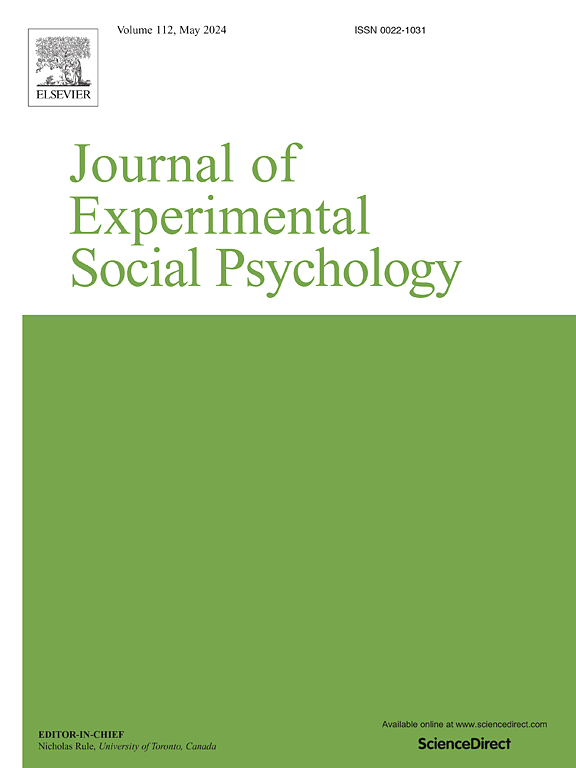 Volume 112, May 2024
ISSN 0022-1031
ELSEVIER
Journal of
Experimental
Social Psychology
Available online at www.sciencedirect.com
ScienceDirect
EDITOR-IN-CHIEF
Nicholas Rule, University of Toronto, Canada